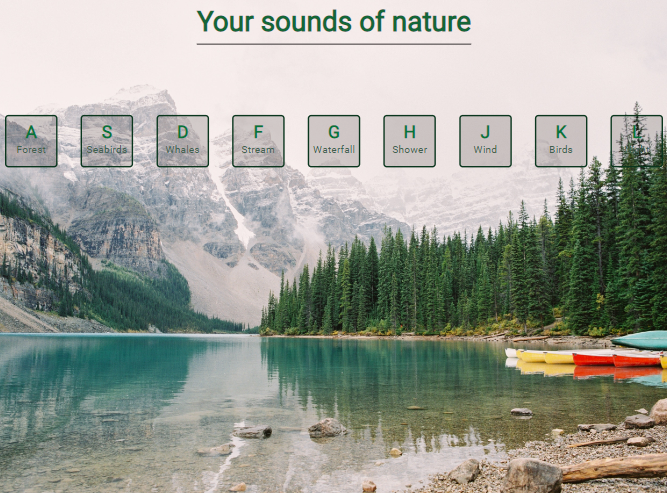 Your sounds of nature
A S D F G H J K L
Forest Seabirds Whales Stream Waterfall Shower Wind Birds